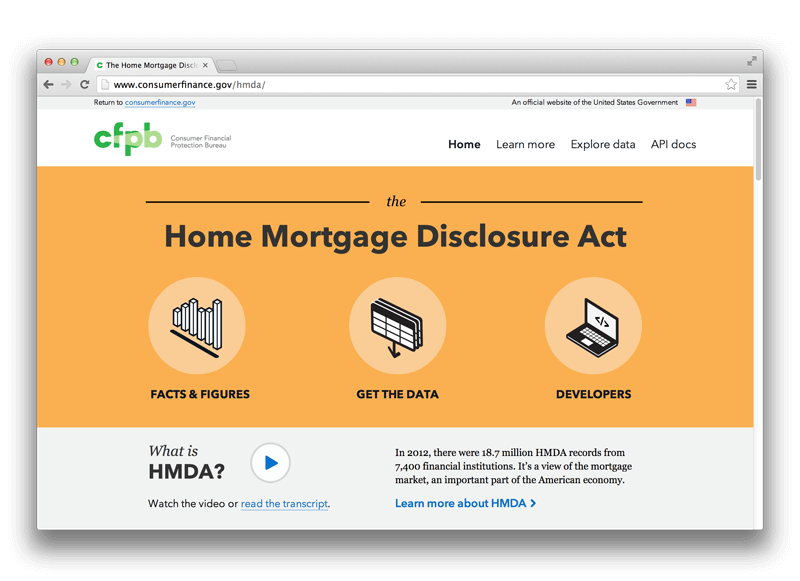 The Home Mortgage Discl
www.consumerfinance.gov/hmda/
Return to consumerfinance.gov
An official website of the United States Government
cfpb
Consumer Financial
Protection Bureau
Home Learn more Explore data API docs
the
Home Mortgage Disclosure Act
</>
FACTS & FIGURES
GET THE DATA
DEVELOPERS
What is
HMDA?
Watch the video or read the transcript.
In 2012, there were 18.7 million HMDA records from
7,400 financial institutions. It's a view of the mortgage
market, an important part of the American economy.
Learn more about HMDA